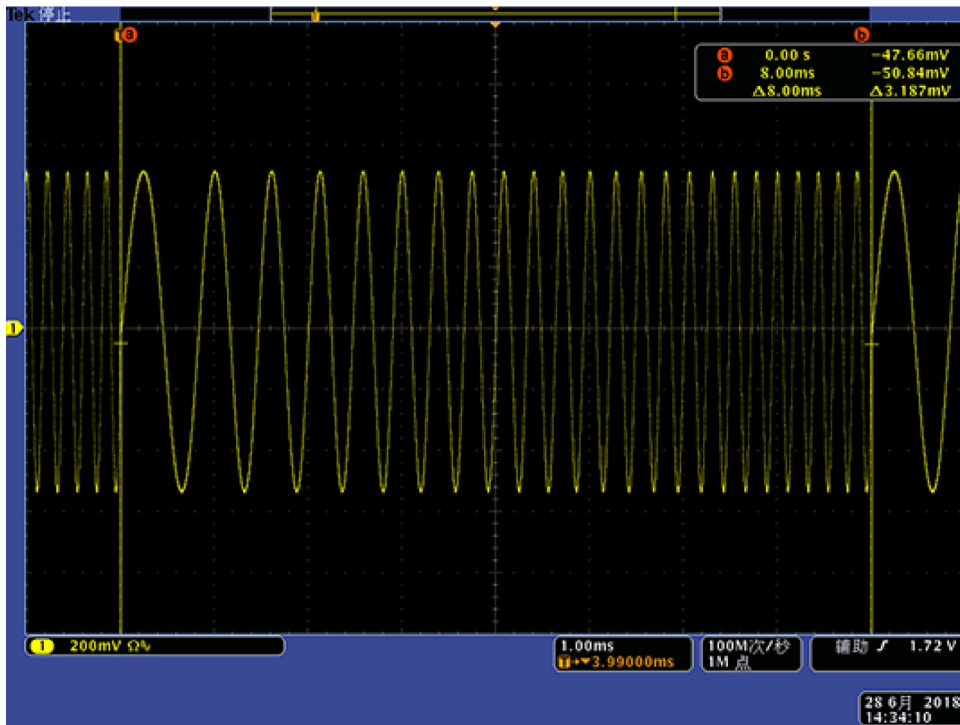 Tek 停止
a b
a 0.00 s −47.66mV
b 8.00ms −50.84mV
Δ8.00ms Δ3.187mV
1
1 200mV Ω
1.00ms
T→▼3.99000ms
100M次/秒
1M 点
辅助 ƒ 1.72 V
28 6月 2018
14:34:10